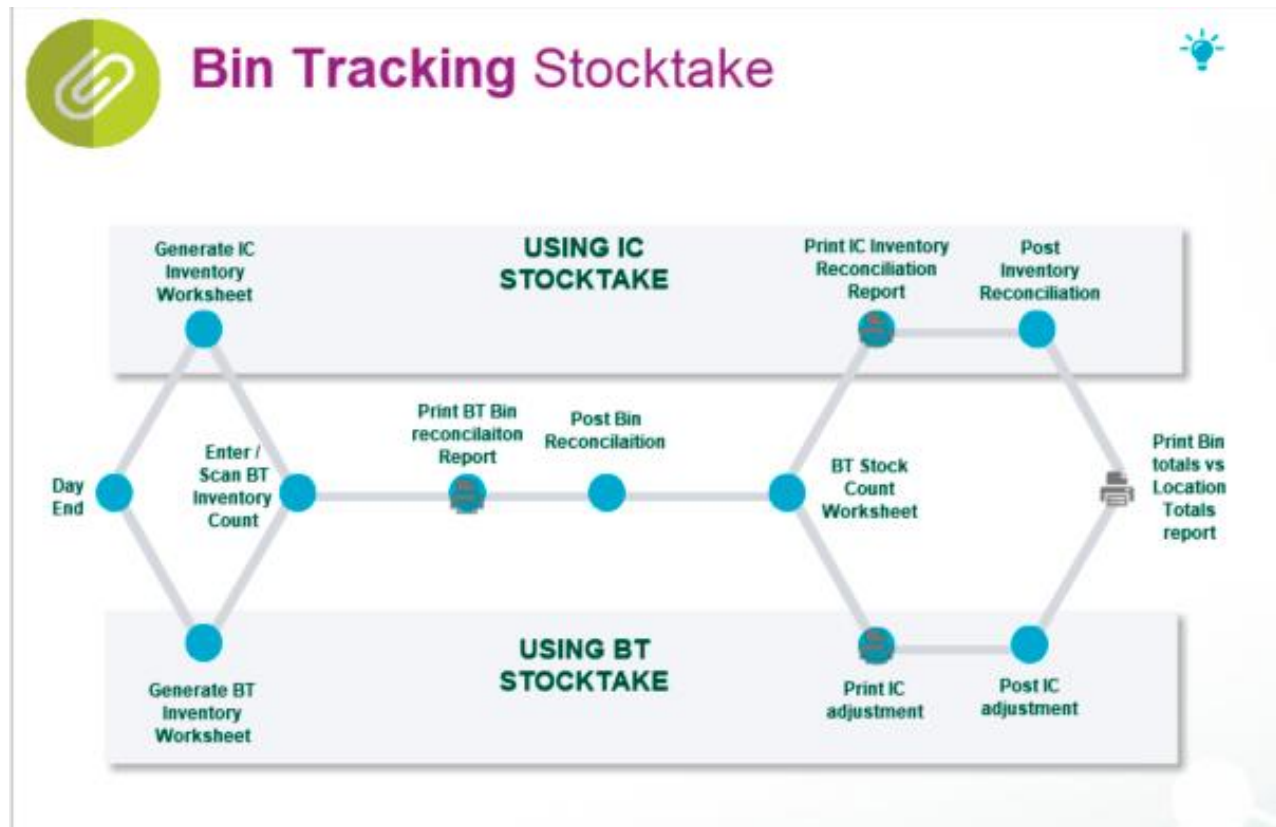 Bin Tracking Stocktake
Generate IC
Inventory
Worksheet
USING IC
STOCKTAKE
Print IC Inventory
Reconciliation
Report
Post
Inventory
Reconciliation
Day
End
Enter /
Scan BT
Inventory
Count
Print BT Bin
reconcilaiton
Report
Post Bin
Reconcilaition
BT Stock
Count
Worksheet
Print Bin
totals vs
Location
Totals
report
Generate BT
Inventory
Worksheet
USING BT
STOCKTAKE
Print IC
adjustment
Post IC
adjustment